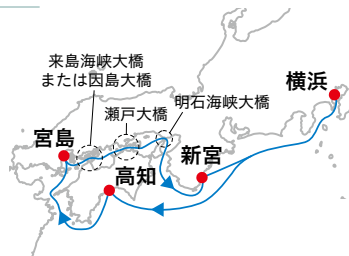 来島海峡大橋
または因島大橋
瀬戸大橋
明石海峡大橋
横浜
宮島
新宮
高知